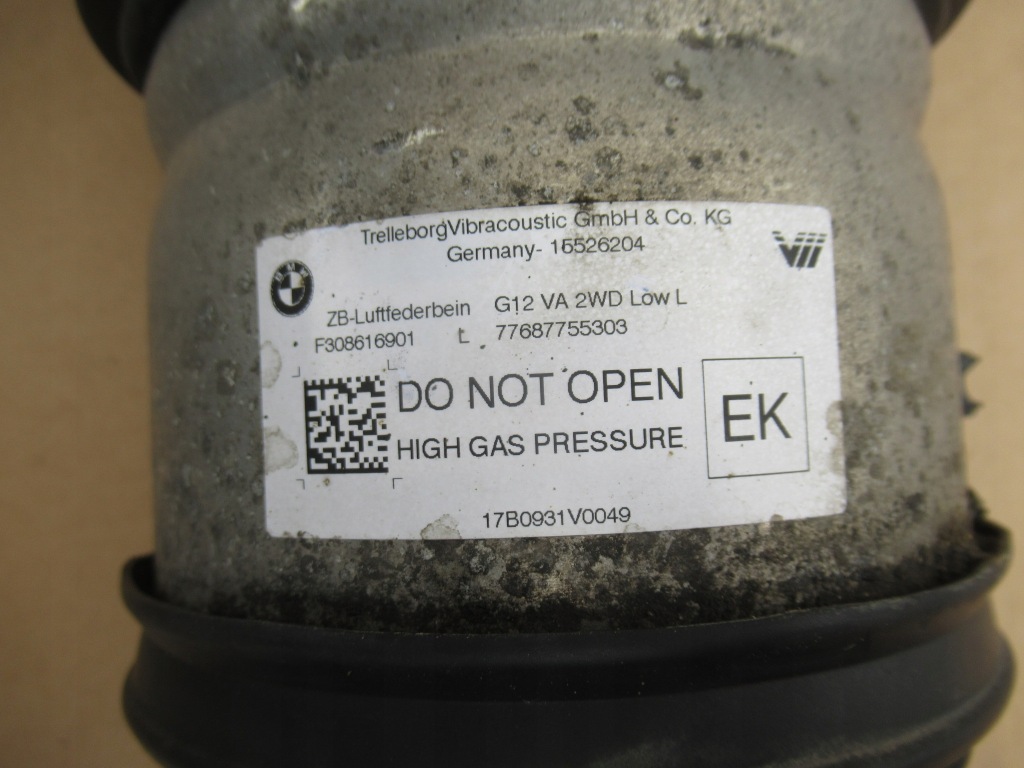 TrelleborgVibracoustic GmbH & Co. KG
Germany- 16526204
BMW
ZB-Luftfederbein G12 VA 2WD Low L
F308616901 L 77687755303
DO NOT OPEN
HIGH GAS PRESSURE
EK
17B0931V0049